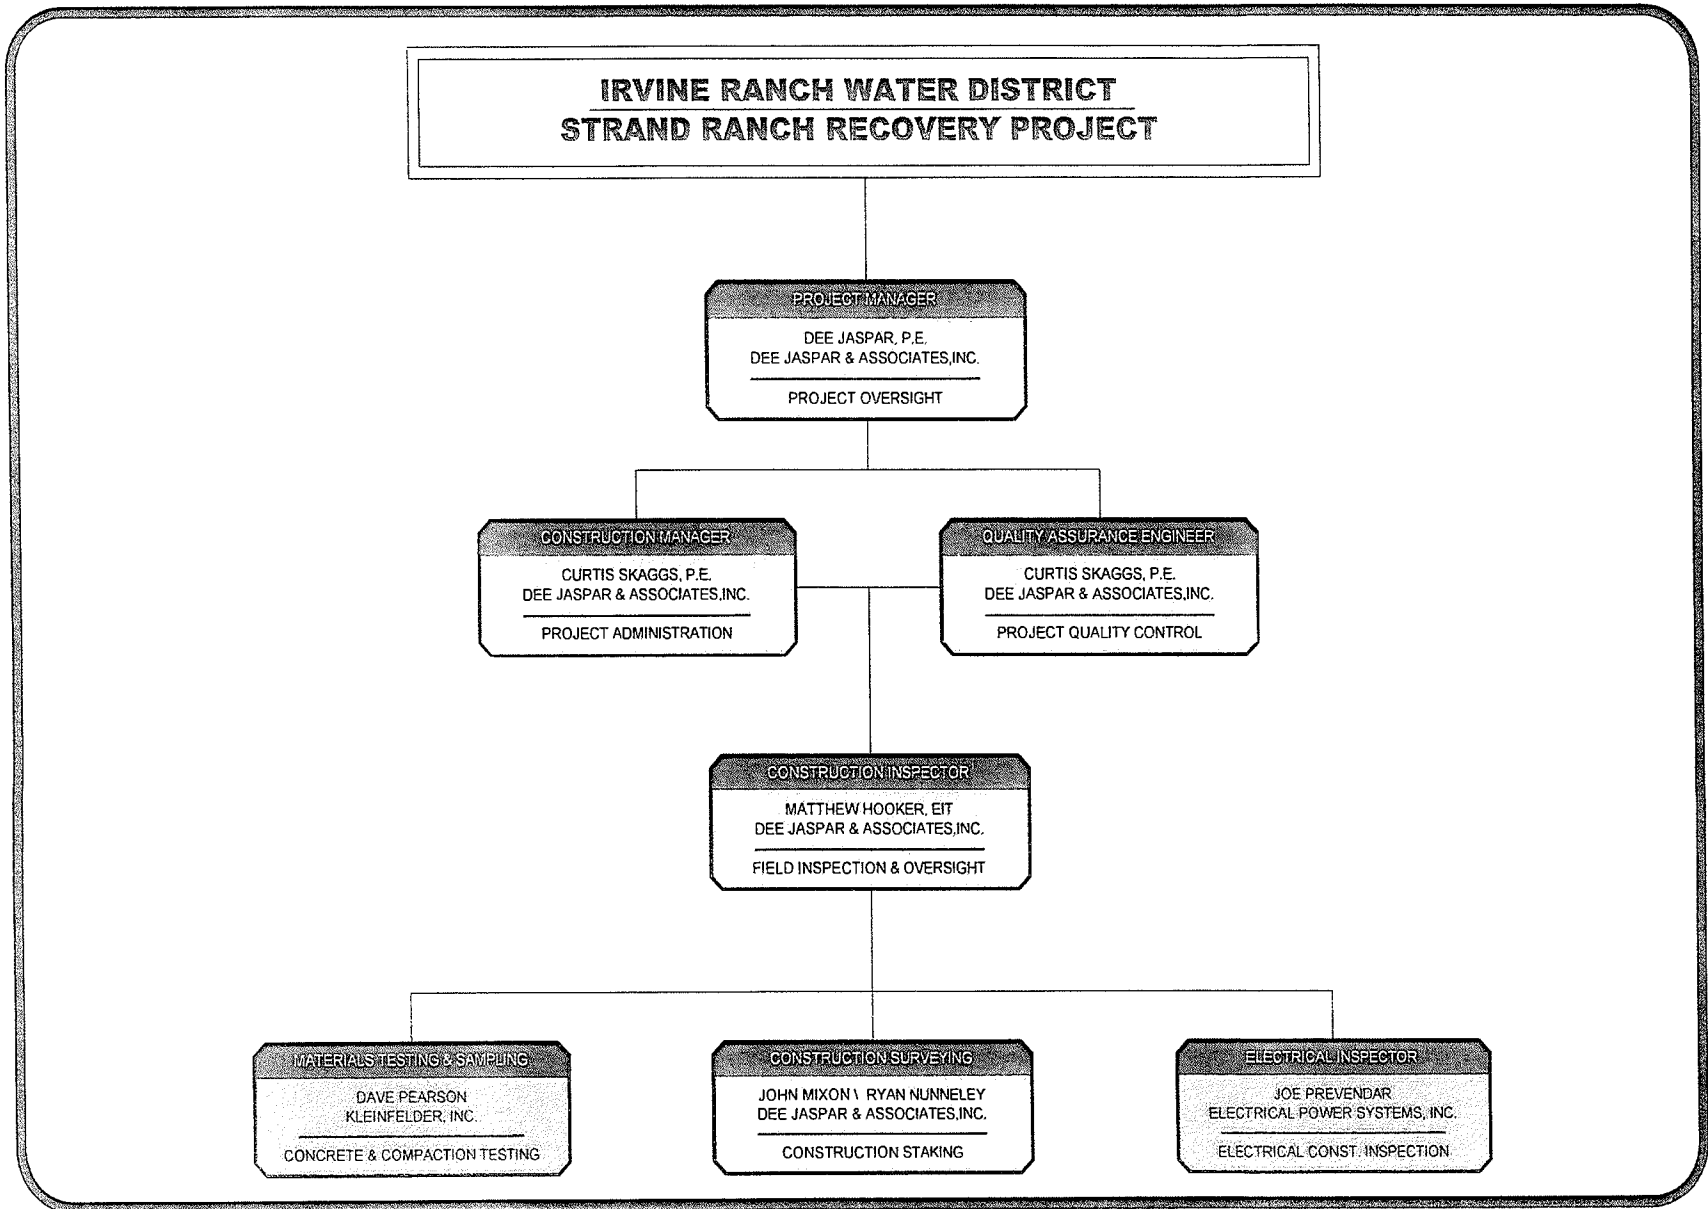 IRVINE RANCH WATER DISTRICT
STRAND RANCH RECOVERY PROJECT
PROJECT MANAGER
DEE JASPAR, P.E.
DEE JASPAR & ASSOCIATES,INC.
PROJECT OVERSIGHT
CONSTRUCTION MANAGER
CURTIS SKAGGS, P.E.
DEE JASPAR & ASSOCIATES,INC.
PROJECT ADMINISTRATION
QUALITY ASSURANCE ENGINEER
CURTIS SKAGGS, P.E.
DEE JASPAR & ASSOCIATES,INC.
PROJECT QUALITY CONTROL
CONSTRUCTION INSPECTOR
MATTHEW HOOKER, EIT
DEE JASPAR & ASSOCIATES,INC.
FIELD INSPECTION & OVERSIGHT
MATERIALS TESTING & SAMPLING
DAVE PEARSON
KLEINFELDER, INC.
CONCRETE & COMPACTION TESTING
CONSTRUCTION SURVEYING
JOHN MIXON \ RYAN NUNNELEY
DEE JASPAR & ASSOCIATES,INC.
CONSTRUCTION STAKING
ELECTRICAL INSPECTOR
JOE PREVENDAR
ELECTRICAL POWER SYSTEMS, INC.
ELECTRICAL CONST. INSPECTION